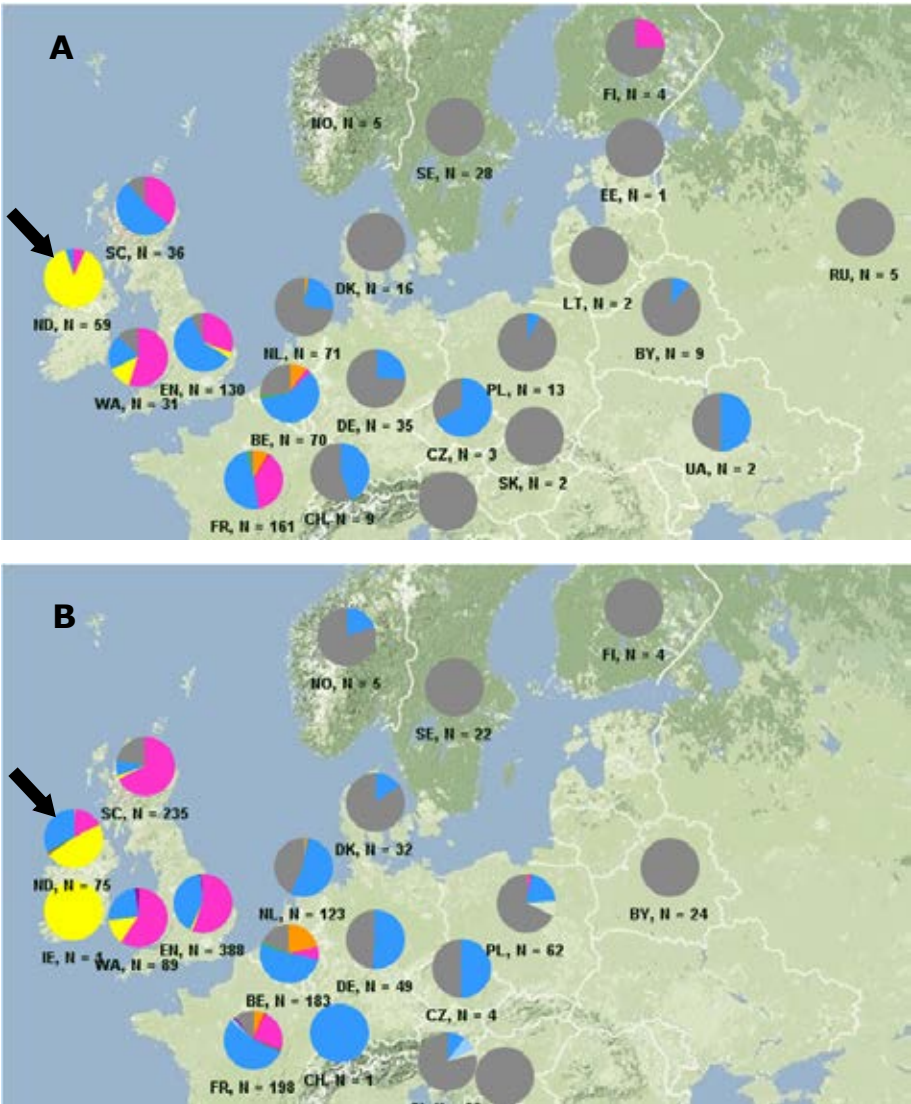 A
NO, N = 5
SE, N = 28
FI, N = 4
EE, N = 1
RU, N = 5
SC, N = 36
DK, N = 16
LT, N = 2
ND, N = 59
NL, N = 71
PL, N = 13
BY, N = 9
WA, N = 31
EN, N = 130
BE, N = 70
DE, N = 35
CZ, N = 3
SK, N = 2
UA, N = 2
FR, N = 161
CH, N = 9
B
NO, N = 5
SE, N = 22
FI, N = 4
SC, N = 235
DK, N = 32
ND, N = 75
NL, N = 123
PL, N = 62
BY, N = 24
IE, N =
WA, N = 89
EN, N = 388
BE, N = 183
DE, N = 49
CZ, N = 4
FR, N = 198
CH, N = 1